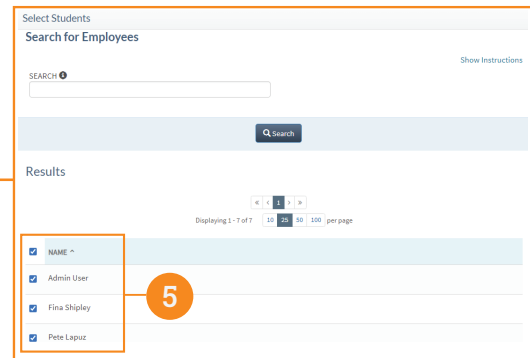 Select Students
Search for Employees
Show Instructions
SEARCH
Search
Results
« ‹ 1 › »
Displaying 1 - 7 of 7 10 25 50 100 per page
NAME
Admin User
5
Fina Shipley
Pete Lapuz